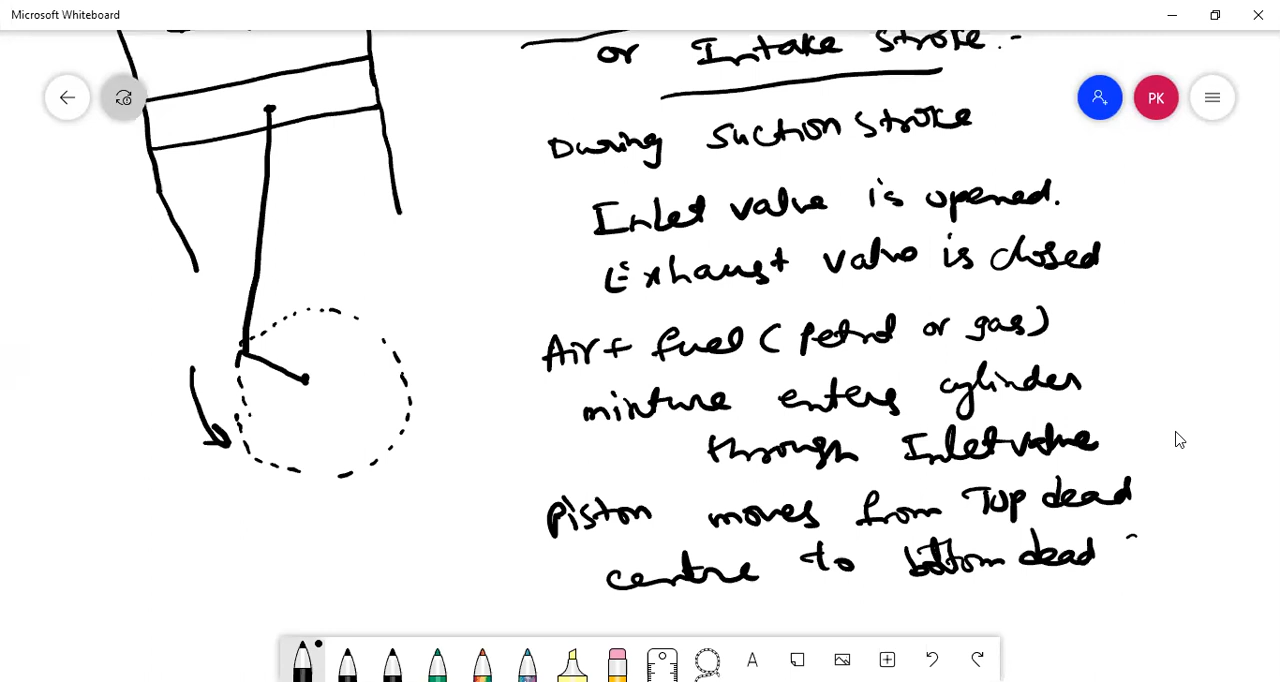 Microsoft Whiteboard
or Intake stroke :-
PK
During suction stroke
Inlet valve is opened.
Exhaust valve is closed
Air + fuel ( petrol or gas )
mixture enters cylinder
through Inlet valve
piston moves from Top dead
centre to bottom dead
A